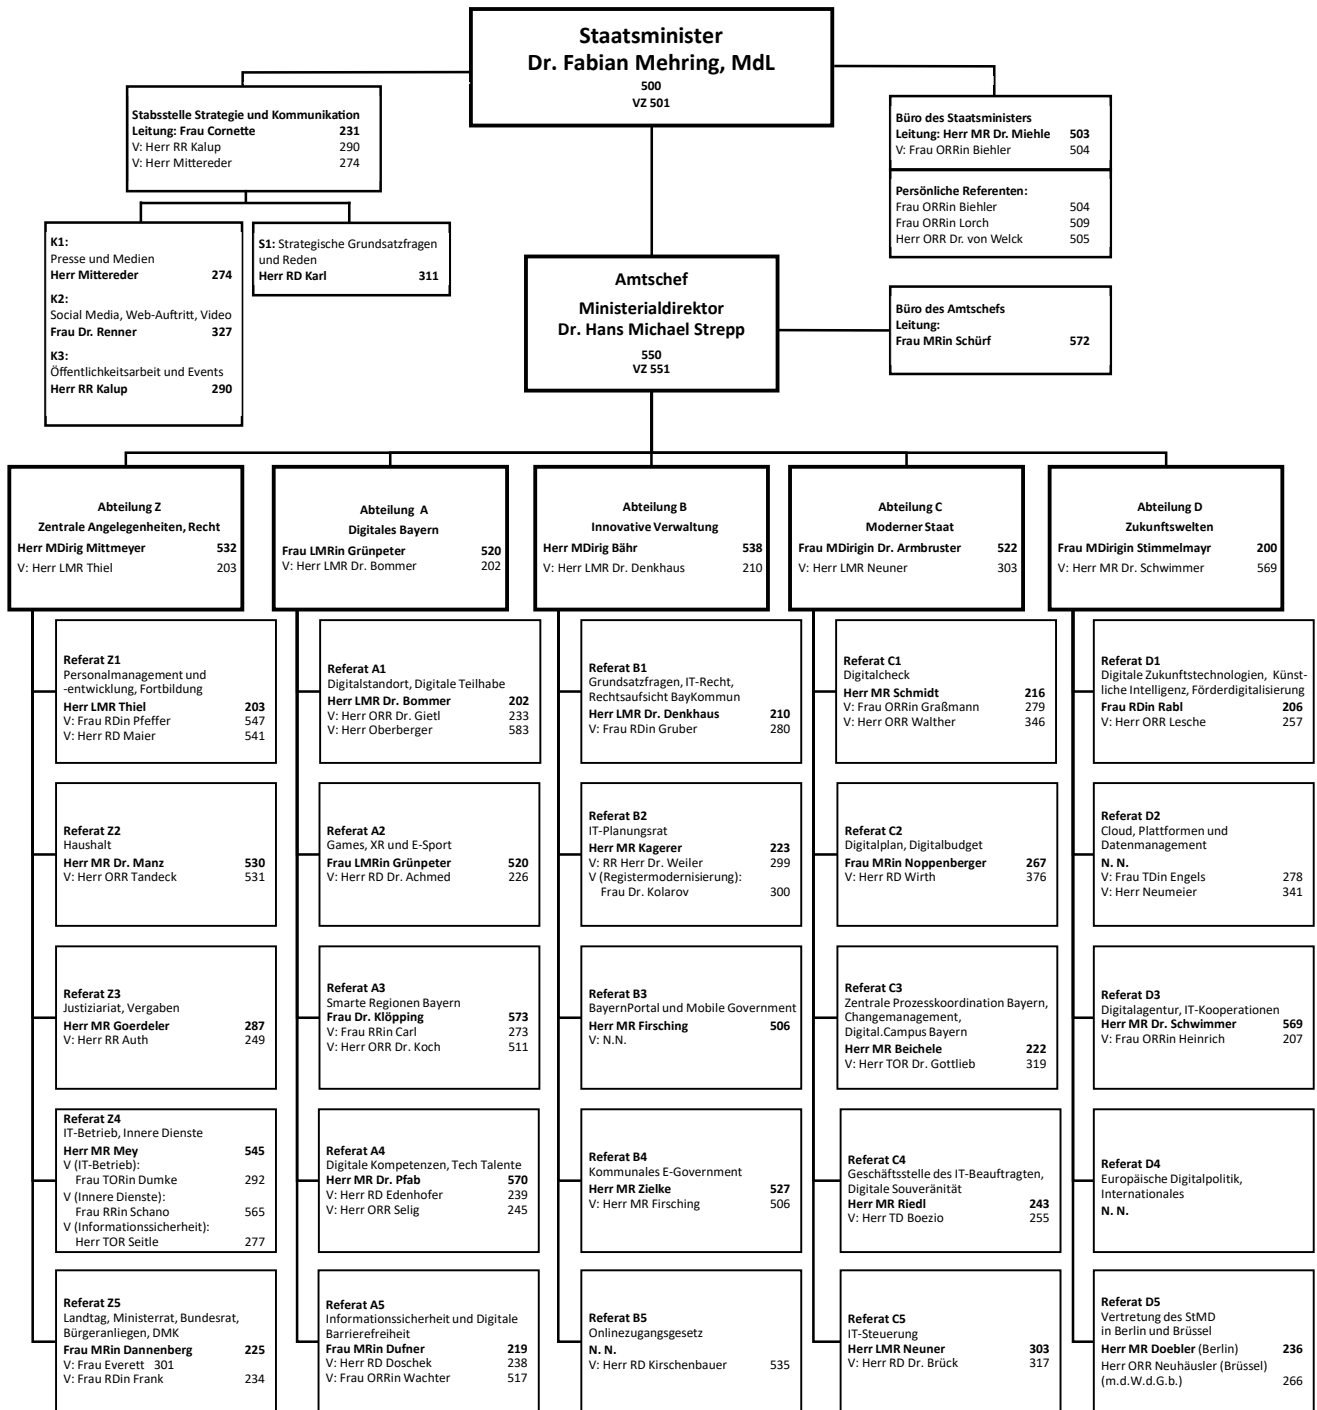 Staatsminister
Dr. Fabian Mehring, MdL
500
VZ 501
Stabsstelle Strategie und Kommunikation
Leitung: Frau Cornette 231
V: Herr RR Kalup 290
V: Herr Mittereder 274
Büro des Staatsministers
Leitung: Herr MR Dr. Miehle 503
V: Frau ORRin Biehler 504
Persönliche Referenten:
Frau ORRin Biehler 504
Frau ORRin Lorch 509
Herr ORR Dr. von Welck 505
K1:
Presse und Medien
Herr Mittereder 274
K2:
Social Media, Web-Auftritt, Video
Frau Dr. Renner 327
K3:
Öffentlichkeitsarbeit und Events
Herr RR Kalup 290
S1: Strategische Grundsatzfragen
und Reden
Herr RD Karl 311
Amtschef
Ministerialdirektor
Dr. Hans Michael Strepp
550
VZ 551
Büro des Amtschefs
Leitung:
Frau MRin Schürf 572
Abteilung Z
Zentrale Angelegenheiten, Recht
Herr MDirig Mittmeyer 532
V: Herr LMR Thiel 203
Abteilung A
Digitales Bayern
Frau LMRin Grünpeter 520
V: Herr LMR Dr. Bommer 202
Abteilung B
Innovative Verwaltung
Herr MDirig Bähr 538
V: Herr LMR Dr. Denkhaus 210
Abteilung C
Moderner Staat
Frau MDirigin Dr. Armbruster 522
V: Herr LMR Neuner 303
Abteilung D
Zukunftswelten
Frau MDirigin Stimmelmayr 200
V: Herr MR Dr. Schwimmer 569
Referat Z1
Personalmanagement und
-entwicklung, Fortbildung
Herr LMR Thiel 203
V: Frau RDin Pfeffer 547
V: Herr RD Maier 541
Referat A1
Digitalstandort, Digitale Teilhabe
Herr LMR Dr. Bommer 202
V: Herr ORR Dr. Gietl 233
V: Herr Oberberger 583
Referat B1
Grundsatzfragen, IT-Recht,
Rechtsaufsicht BayKommun
Herr LMR Dr. Denkhaus 210
V: Frau RDin Gruber 280
Referat C1
Digitalcheck
Herr MR Schmidt 216
V: Frau ORRin Graßmann 279
V: Herr ORR Walther 346
Referat D1
Digitale Zukunftstechnologien, Künst-
liche Intelligenz, Förderdigitalisierung
Frau RDin Rabl 206
V: Herr ORR Lesche 257
Referat Z2
Haushalt
Herr MR Dr. Manz 530
V: Herr ORR Tandeck 531
Referat A2
Games, XR und E-Sport
Frau LMRin Grünpeter 520
V: Herr RD Dr. Achmed 226
Referat B2
IT-Planungsrat
Herr MR Kagerer 223
V: RR Herr Dr. Weiler 299
V (Registermodernisierung):
Frau Dr. Kolarov 300
Referat C2
Digitalplan, Digitalbudget
Frau MRin Noppenberger 267
V: Herr RD Wirth 376
Referat D2
Cloud, Plattformen und
Datenmanagement
N. N.
V: Frau TDin Engels 278
V: Herr Neumeier 341
Referat Z3
Justiziariat, Vergaben
Herr MR Goerdeler 287
V: Herr RR Auth 249
Referat A3
Smarte Regionen Bayern
Frau Dr. Klöpping 573
V: Frau RRin Carl 273
V: Herr ORR Dr. Koch 511
Referat B3
BayernPortal und Mobile Government
Herr MR Firsching 506
V: N.N.
Referat C3
Zentrale Prozesskoordination Bayern,
Changemanagement,
Digital.Campus Bayern
Herr MR Beichele 222
V: Herr TOR Dr. Gottlieb 319
Referat D3
Digitalagentur, IT-Kooperationen
Herr MR Dr. Schwimmer 569
V: Frau ORRin Heinrich 207
Referat Z4
IT-Betrieb, Innere Dienste
Herr MR Mey 545
V (IT-Betrieb):
Frau TORin Dumke 292
V (Innere Dienste):
Frau RRin Schano 565
V (Informationssicherheit):
Herr TOR Seitle 277
Referat A4
Digitale Kompetenzen, Tech Talente
Herr MR Dr. Pfab 570
V: Herr RD Edenhofer 239
V: Herr ORR Selig 245
Referat B4
Kommunales E-Government
Herr MR Zielke 527
V: Herr MR Firsching 506
Referat C4
Geschäftsstelle des IT-Beauftragten,
Digitale Souveränität
Herr MR Riedl 243
V: Herr TD Boezio 255
Referat D4
Europäische Digitalpolitik,
Internationales
N. N.
Referat Z5
Landtag, Ministerrat, Bundesrat,
Bürgeranliegen, DMK
Frau MRin Dannenberg 225
V: Frau Everett 301
V: Frau RDin Frank 234
Referat A5
Informationssicherheit und Digitale
Barrierefreiheit
Frau MRin Dufner 219
V: Herr RD Doschek 238
V: Frau ORRin Wachter 517
Referat B5
Onlinezugangsgesetz
N. N.
V: Herr RD Kirschenbauer 535
Referat C5
IT-Steuerung
Herr LMR Neuner 303
V: Herr RD Dr. Brück 317
Referat D5
Vertretung des StMD
in Berlin und Brüssel
Herr MR Doebler (Berlin) 236
Herr ORR Neuhäusler (Brüssel)
(m.d.W.d.G.b.) 266